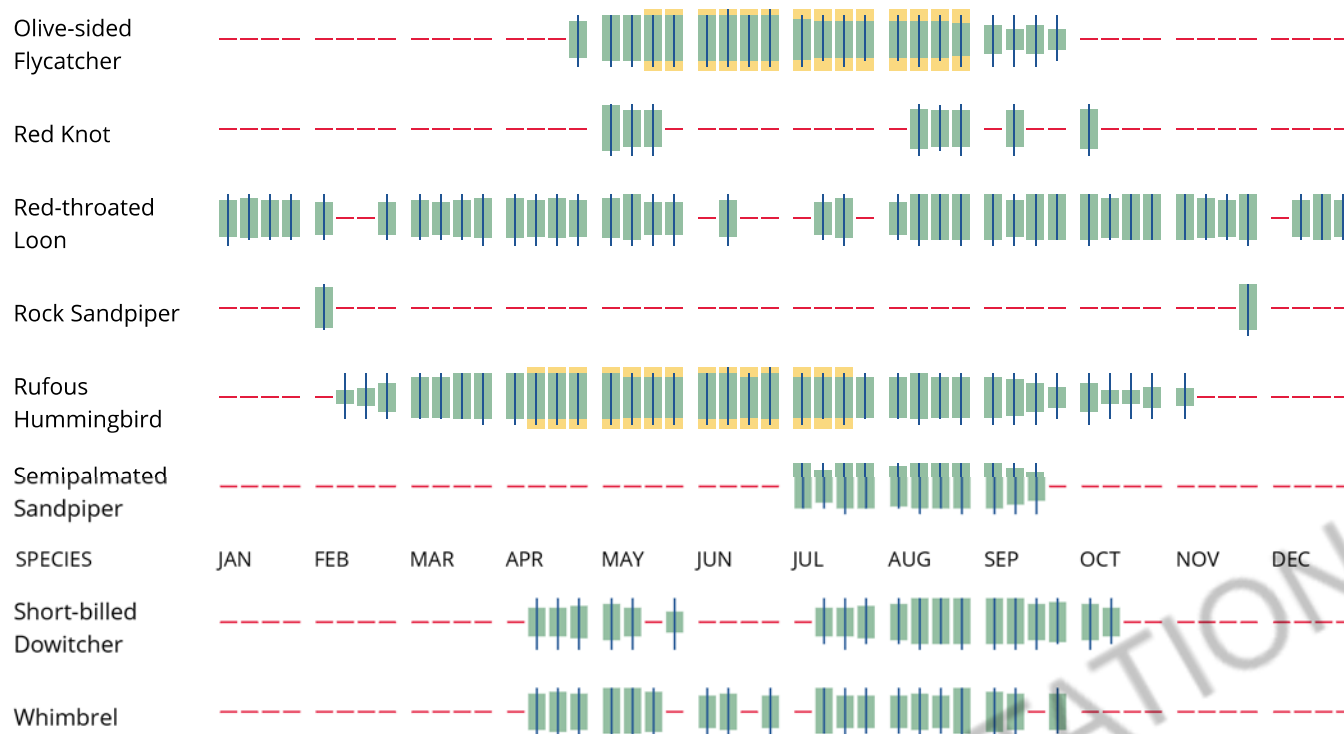 Olive-sided
Flycatcher
Red Knot
Red-throated
Loon
Rock Sandpiper
Rufous
Hummingbird
Semipalmated
Sandpiper
SPECIES JAN FEB MAR APR MAY JUN JUL AUG SEP OCT NOV DEC
Short-billed
Dowitcher
Whimbrel